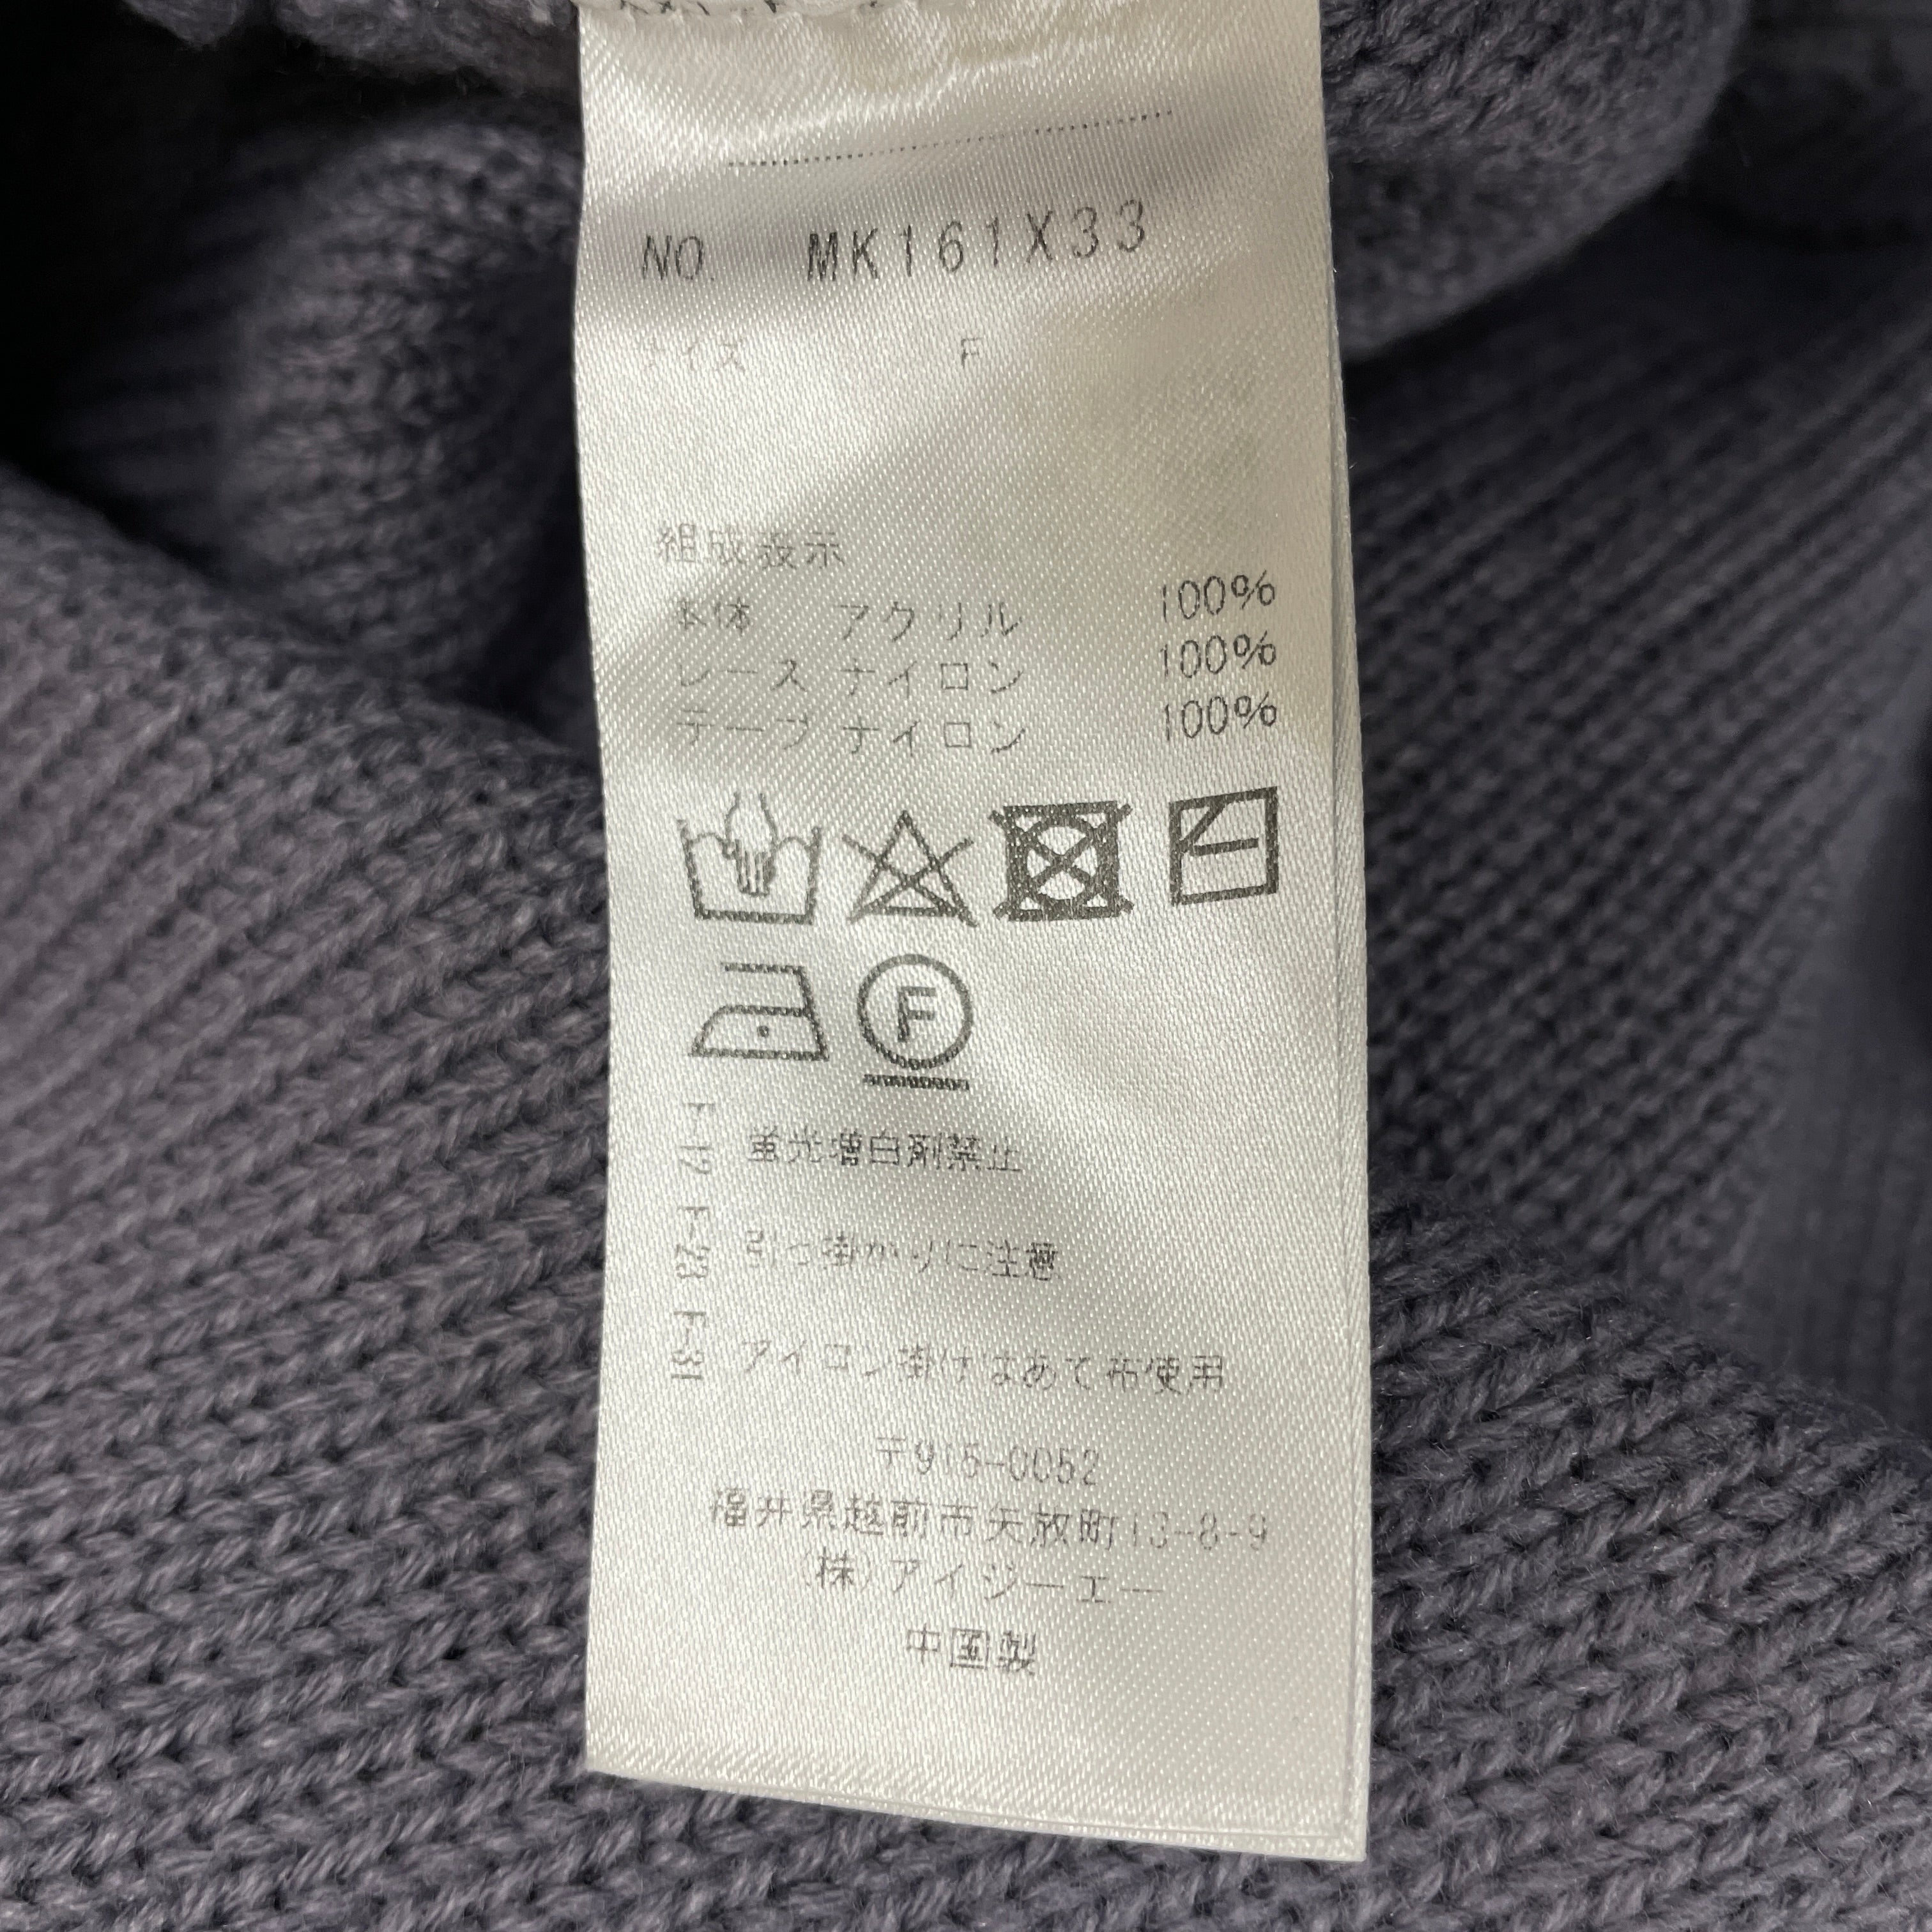 NO. MK161X33
サイズ F
組成表示
本体 アクリル 100%
レース ナイロン 100%
テープ ナイロン 100%
F
F-12 蛍光増白剤禁止
F-23 引っ掛かりに注意
F-31 アイロン掛けはあて布使用
〒915-0052
福井県越前市矢放町13-8-9
(株)アイジーエー
中国製